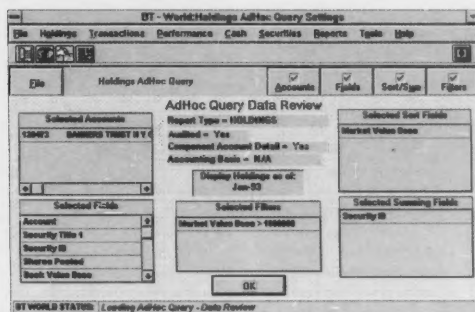 BT - World:Holdings AdHoc Query Settings
File Holdings Transactions Performance Cash Securities Reports Tools Help
File Holdings AdHoc Query Accounts Fields Sort/Sum Filters
AdHoc Query Data Review
Selected Accounts
BANKERS TRUST N Y C
Report Type = HOLDINGS
Audited = Yes
Component Account Detail = Yes
Accounting Basis = N/A
Display Holdings as of:
Jan-93
Selected Sort Fields
Market Value Base
Selected Fields
Account
Security Title 1
Security ID
Shares Posted
Book Value Base
Selected Filters
Market Value Base > 1000000
Selected Summing Fields
Security ID
OK
BT WORLD STATUS: Loading AdHoc Query - Data Review